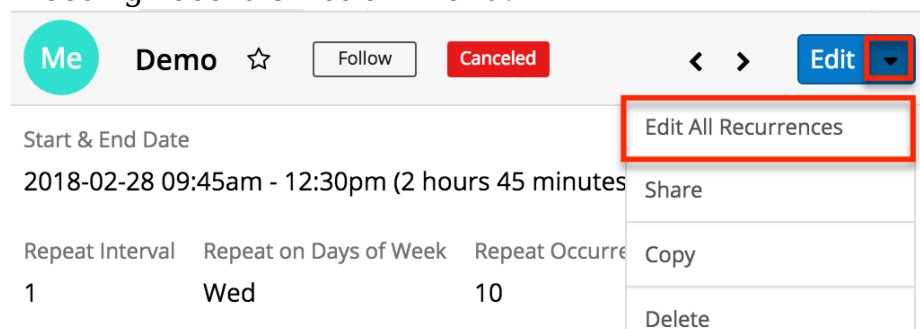 Me Demo Follow Canceled Edit
Edit All Recurrences
Start & End Date
2018-02-28 09:45am - 12:30pm (2 hours 45 minutes
Share
Repeat Interval Repeat on Days of Week Repeat Occurre
Copy
1 Wed 10
Delete